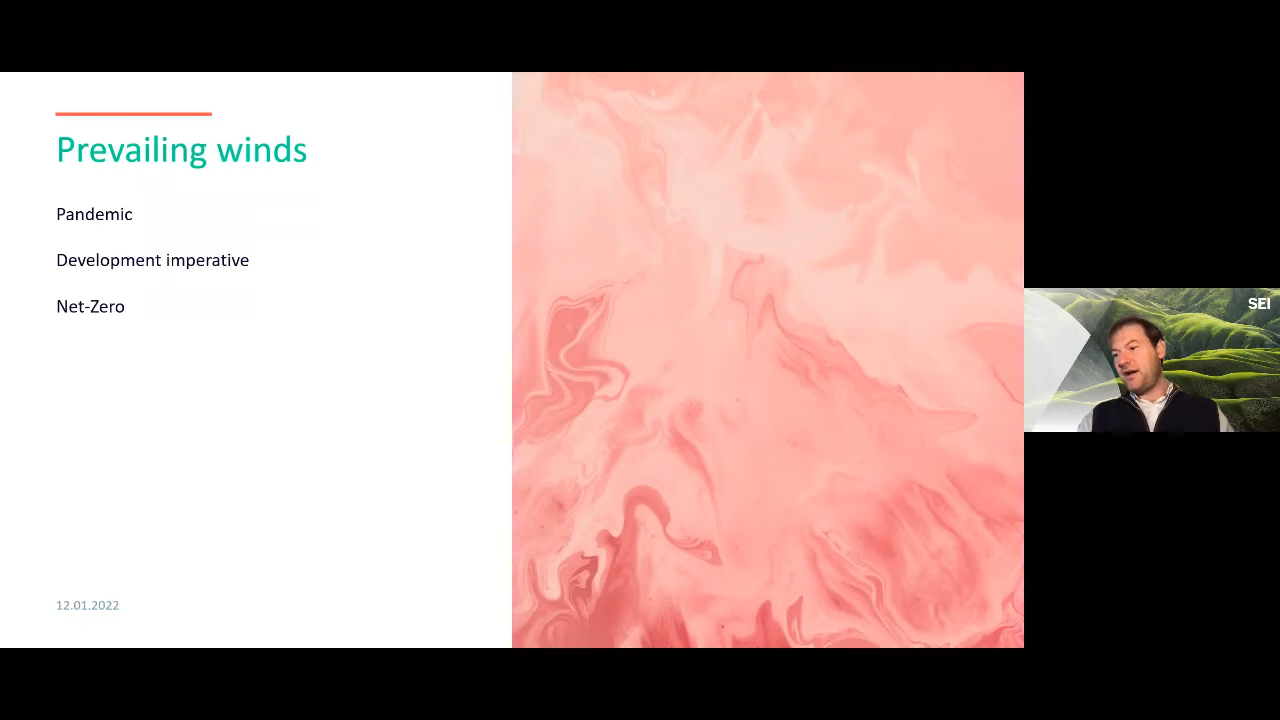 Prevailing winds
Pandemic
Development imperative
Net-Zero
12.01.2022
SEI